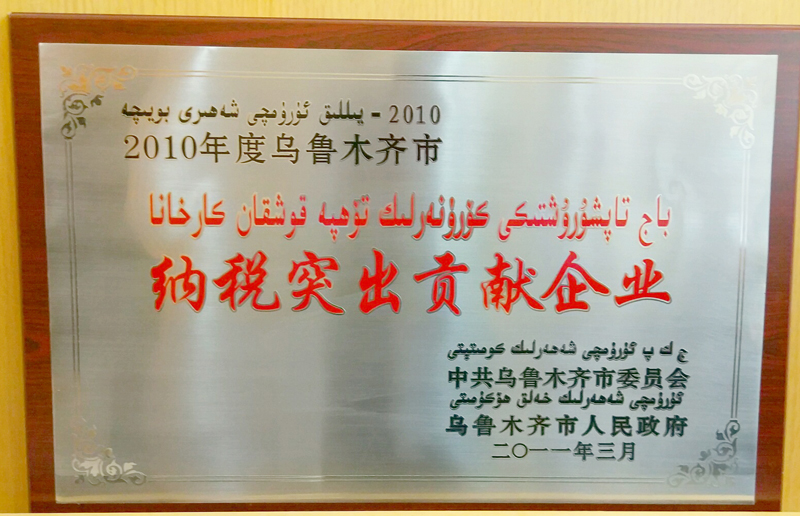 2010 - يىللىق ئۈرۈمچى شەھىرى بويىچە
2010年度乌鲁木齐市
باج تاپشۇرۇشتىكى كۆرۈنەرلىك تۆھپە قوشقان كارخانا
纳税突出贡献企业
ج ك پ ئۈرۈمچى شەھەرلىك كومىتېتى
中共乌鲁木齐市委员会
ئۈرۈمچى شەھەرلىك خەلق ھۆكۈمىتى
乌鲁木齐市人民政府
二〇一一年三月